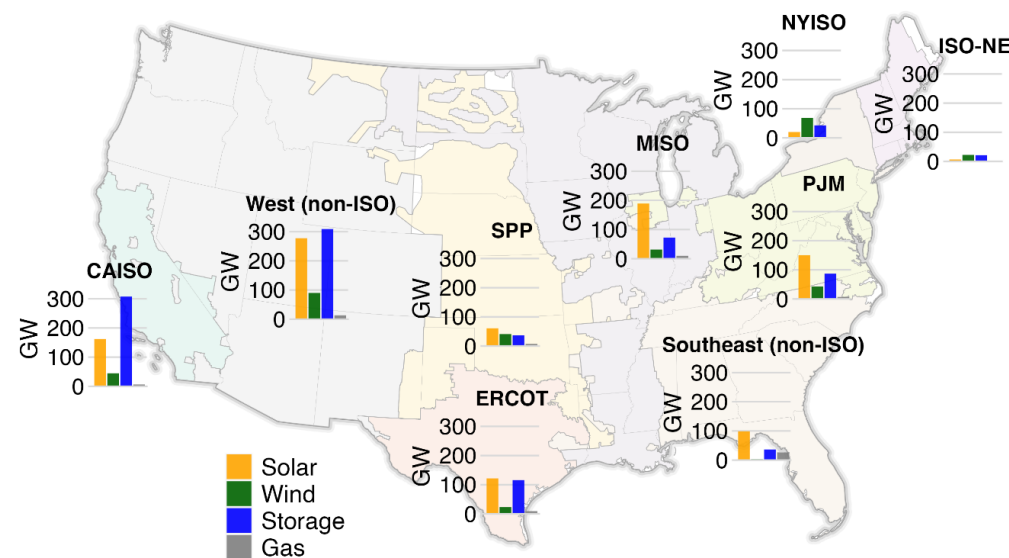 NYISO
300
200
100
0
GW
ISO-NE
300
200
100
0
GW
MISO
300
200
100
0
GW
PJM
300
200
100
0
GW
West (non-ISO)
300
200
100
0
GW
SPP
300
200
100
0
GW
CAISO
300
200
100
0
GW
Southeast (non-ISO)
300
200
100
0
GW
ERCOT
300
200
100
0
GW
Solar
Wind
Storage
Gas